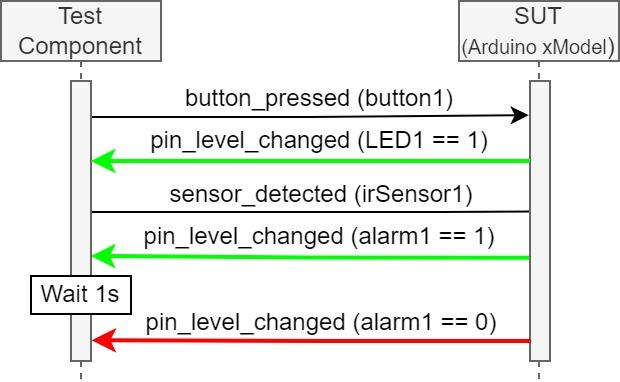 Test
Component
SUT
(Arduino xModel)
button_pressed (button1)
pin_level_changed (LED1 == 1)
sensor_detected (irSensor1)
pin_level_changed (alarm1 == 1)
Wait 1s
pin_level_changed (alarm1 == 0)